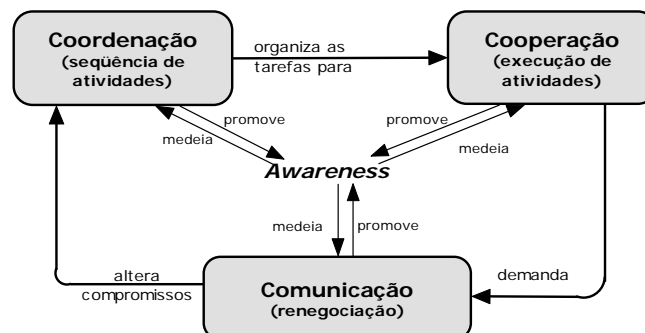 Coordenação
(seqüência de
atividades)
organiza as
tarefas para
Cooperação
(execução de
atividades)
promove
medeia
promove
medeia
Awareness
medeia
promove
altera
compromissos
Comunicação
(renegociação)
demanda